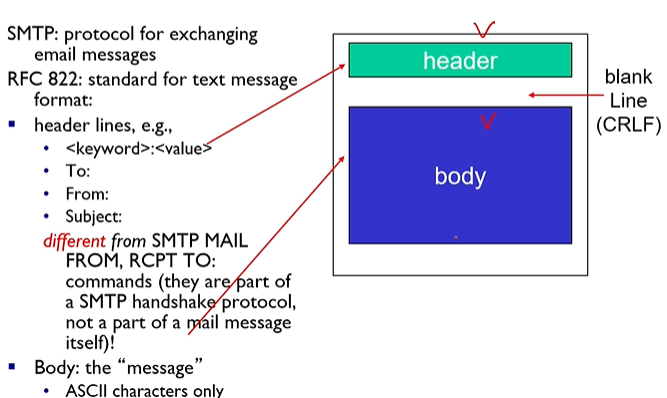 SMTP: protocol for exchanging
email messages
RFC 822: standard for text message
format:
▪ header lines, e.g.,
• <keyword>:<value>
• To:
• From:
• Subject:
different from SMTP MAIL
FROM, RCPT TO:
commands (they are part of
a SMTP handshake protocol,
not a part of a mail message
itself)!
▪ Body: the “message”
• ASCII characters only
header
blank
Line
(CRLF)
body